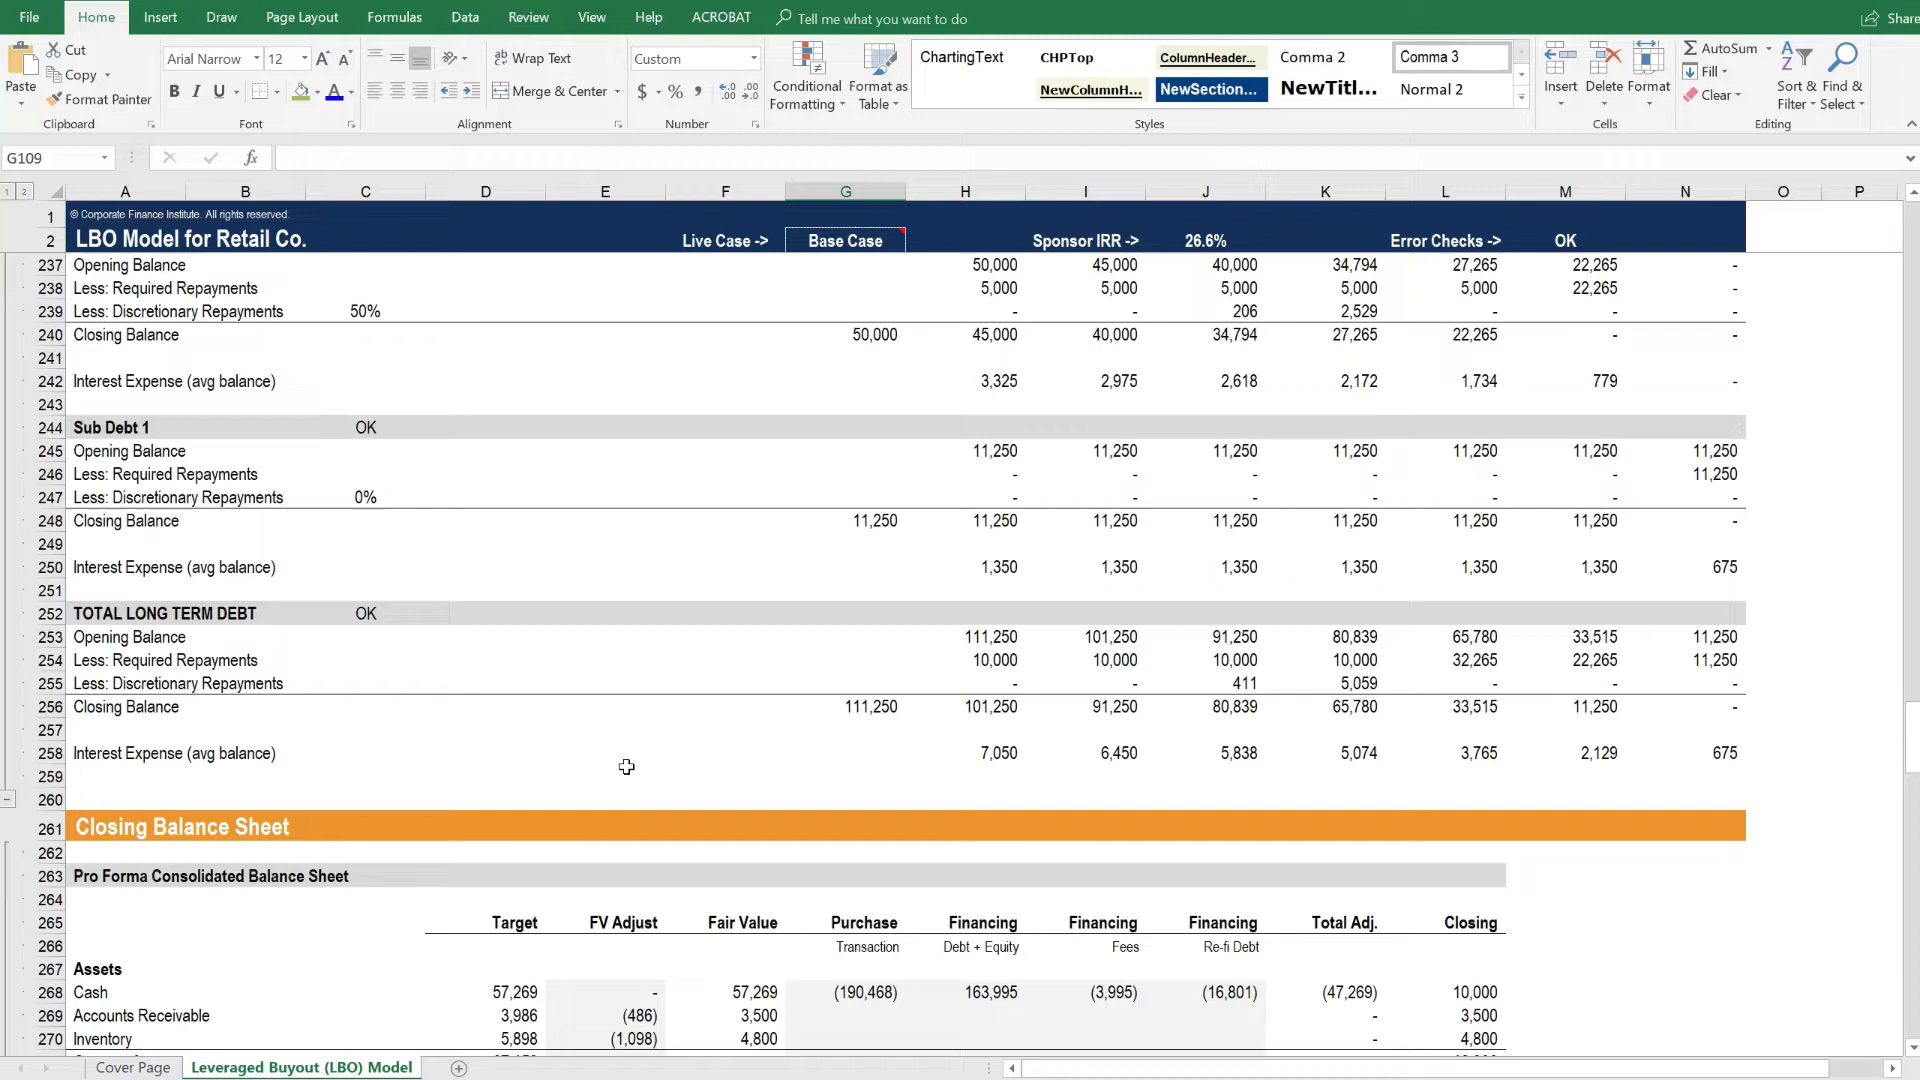 File Home Insert Draw Page Layout Formulas Data Review View Help ACROBAT Tell me what you want to do Share
Paste Cut Copy Format Painter Clipboard
Arial Narrow 12 A A B I U A Font
ab Wrap Text Merge & Center Alignment
Custom $ % , Number
Conditional Formatting Format as Table
ChartingText CHPTop ColumnHeader... Comma 2 Comma 3
NewColumnH... NewSection... NewTitl... Normal 2
Styles
Insert Delete Format Cells
AutoSum Fill Clear Sort & Filter Find & Select Editing
G109 fx
1 2 A B C D E F G H I J K L M N O P
1 © Corporate Finance Institute. All rights reserved.
2 LBO Model for Retail Co. Live Case -> Base Case Sponsor IRR -> 26.6% Error Checks -> OK
237 Opening Balance 50,000 45,000 40,000 34,794 27,265 22,265 -
238 Less: Required Repayments 5,000 5,000 5,000 5,000 5,000 22,265 -
239 Less: Discretionary Repayments 50% - - 206 2,529 - - -
240 Closing Balance 50,000 45,000 40,000 34,794 27,265 22,265 - -
241
242 Interest Expense (avg balance) 3,325 2,975 2,618 2,172 1,734 779 -
243
244 Sub Debt 1 OK
245 Opening Balance 11,250 11,250 11,250 11,250 11,250 11,250 11,250
246 Less: Required Repayments - - - - - - 11,250
247 Less: Discretionary Repayments 0% - - - - - - -
248 Closing Balance 11,250 11,250 11,250 11,250 11,250 11,250 11,250 -
249
250 Interest Expense (avg balance) 1,350 1,350 1,350 1,350 1,350 1,350 675
251
252 TOTAL LONG TERM DEBT OK
253 Opening Balance 111,250 101,250 91,250 80,839 65,780 33,515 11,250
254 Less: Required Repayments 10,000 10,000 10,000 10,000 32,265 22,265 11,250
255 Less: Discretionary Repayments - - 411 5,059 - - -
256 Closing Balance 111,250 101,250 91,250 80,839 65,780 33,515 11,250 -
257
258 Interest Expense (avg balance) 7,050 6,450 5,838 5,074 3,765 2,129 675
259
260
261 Closing Balance Sheet
262
263 Pro Forma Consolidated Balance Sheet
264
265 Target FV Adjust Fair Value Purchase Financing Financing Financing Total Adj. Closing
266 Transaction Debt + Equity Fees Re-fi Debt
267 Assets
268 Cash 57,269 - 57,269 (190,468) 163,995 (3,995) (16,801) (47,269) 10,000
269 Accounts Receivable 3,986 (486) 3,500 - 3,500
270 Inventory 5,898 (1,098) 4,800 - 4,800
Cover Page Leveraged Buyout (LBO) Model